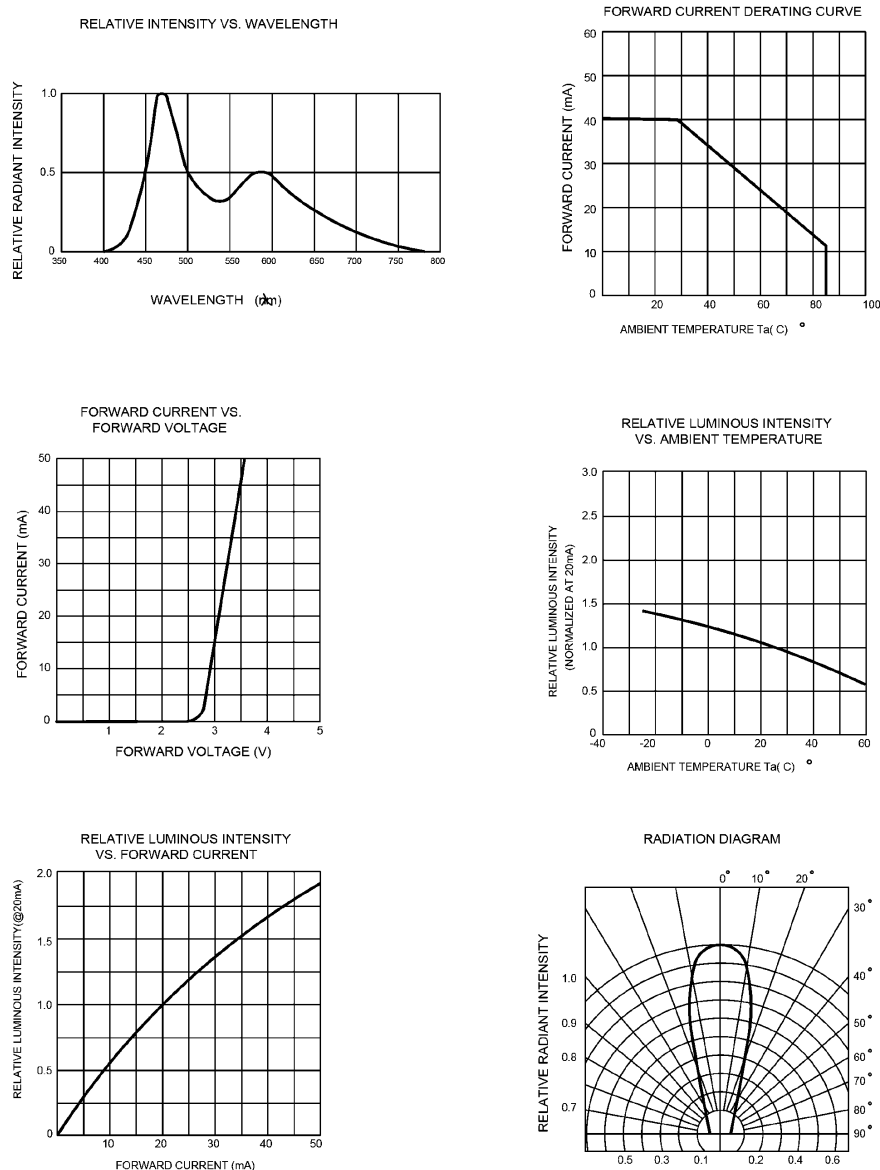 RELATIVE INTENSITY VS. WAVELENGTH
RELATIVE RADIANT INTENSITY
1.0
0.5
0
350 400 450 500 550 600 650 700 750 800
WAVELENGTH
FORWARD CURRENT DERATING CURVE
FORWARD CURRENT (mA)
60
50
40
30
20
10
0
20 40 60 80 100
AMBIENT TEMPERATURE Ta( C) °
FORWARD CURRENT VS.
FORWARD VOLTAGE
FORWARD CURRENT (mA)
50
40
30
20
10
0
1 2 3 4 5
FORWARD VOLTAGE (V)
RELATIVE LUMINOUS INTENSITY
VS. AMBIENT TEMPERATURE
RELATIVE LUMINOUS INTENSITY
(NORMALIZED AT 20mA)
3.0
2.5
2.0
1.5
1.0
0.5
0
-40 -20 0 20 40 60
AMBIENT TEMPERATURE Ta( C) °
RELATIVE LUMINOUS INTENSITY
VS. FORWARD CURRENT
RELATIVE LUMINOUS INTENSITY(@20mA)
2.0
1.5
1.0
0.5
0
10 20 30 40 50
FORWARD CURRENT (mA)
RADIATION DIAGRAM
RELATIVE RADIANT INTENSITY
0° 10° 20°
30°
40°
50°
60°
70°
80°
90°
1.0
0.9
0.8
0.7
0.5 0.3 0.1 0.2 0.4 0.6